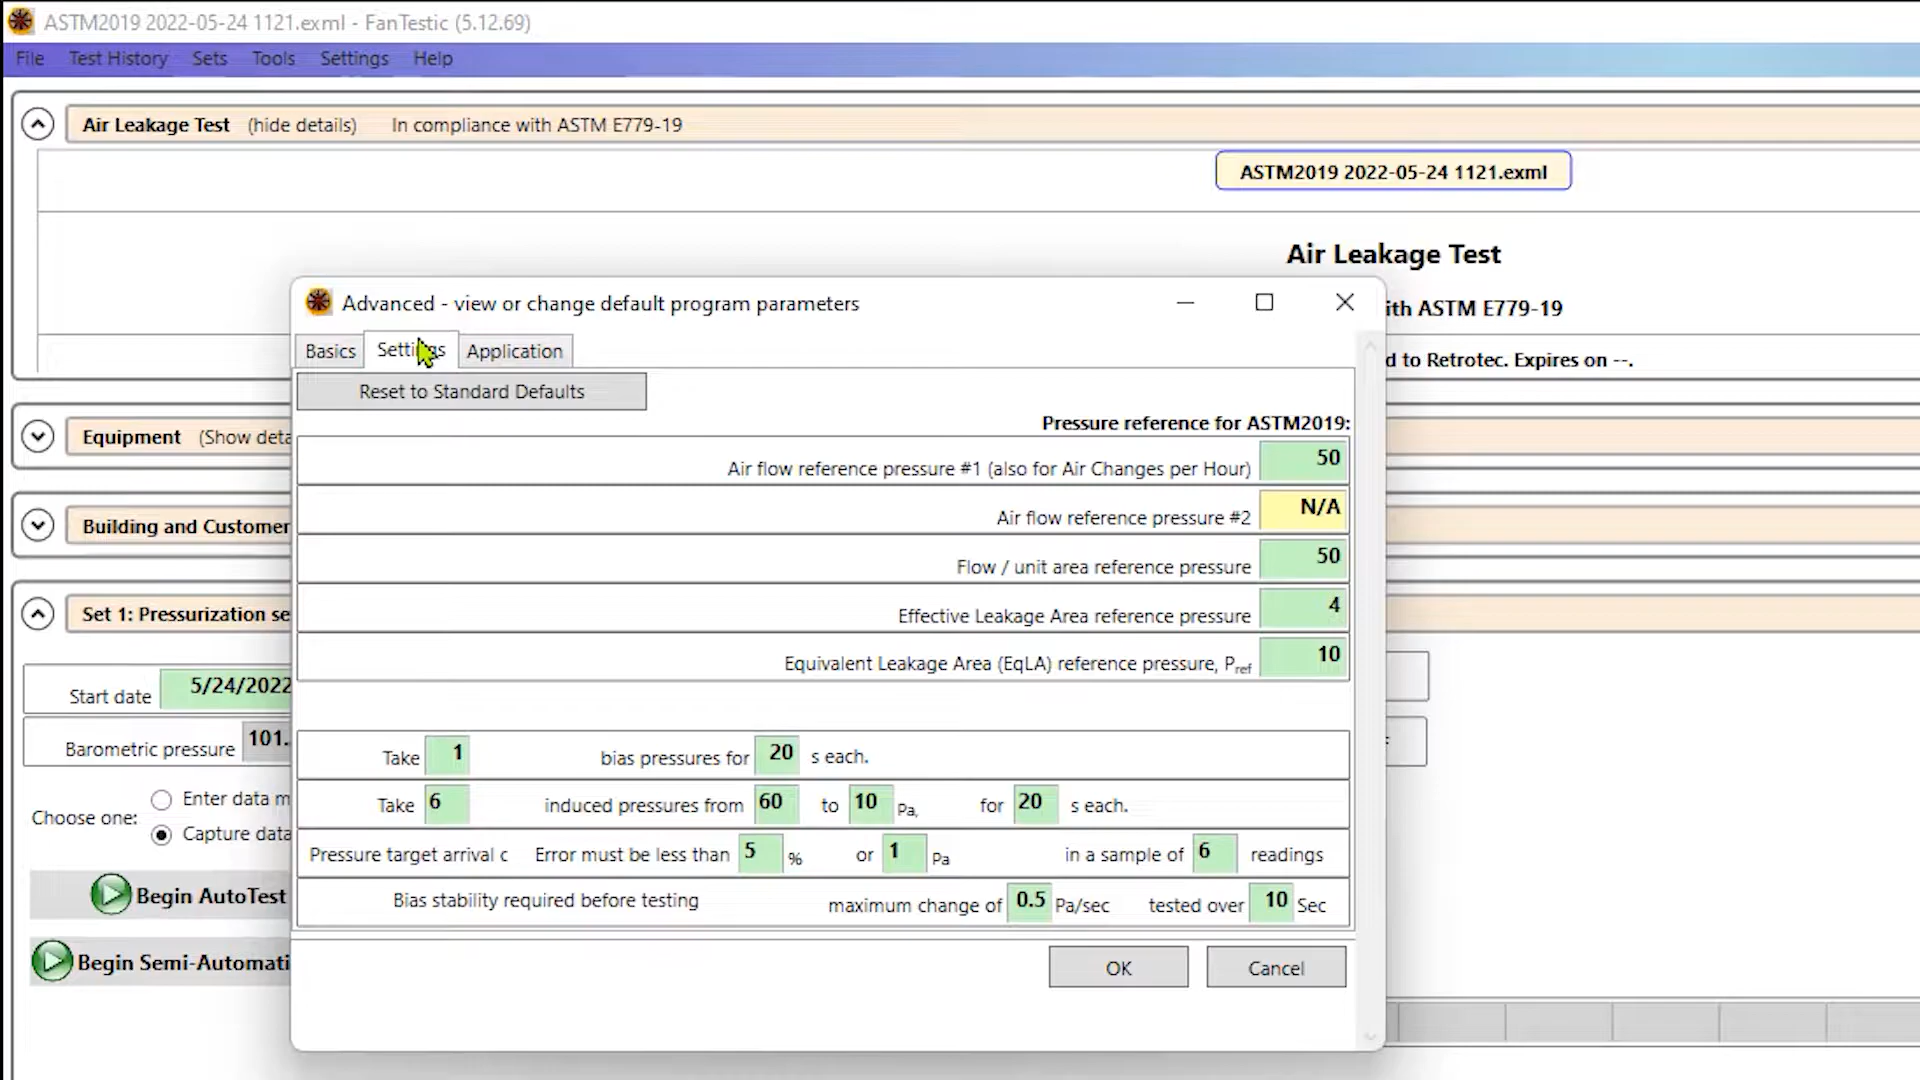 ASTM2019 2022-05-24 1121.exml - FanTestic (5.12.69)
File Test History Sets Tools Settings Help
Air Leakage Test (hide details) In compliance with ASTM E779-19
ASTM2019 2022-05-24 1121.exml
Air Leakage Test
ith ASTM E779-19
d to Retrotec. Expires on --.
Equipment (Show deta
Building and Customer
Set 1: Pressurization se
Start date 5/24/2022
Barometric pressure 101.
Choose one:
Enter data m
Capture data
Begin AutoTest
Begin Semi-Automati
Advanced - view or change default program parameters
Basics Settings Application
Reset to Standard Defaults
Pressure reference for ASTM2019:
Air flow reference pressure #1 (also for Air Changes per Hour) 50
Air flow reference pressure #2 N/A
Flow / unit area reference pressure 50
Effective Leakage Area reference pressure 4
Equivalent Leakage Area (EqLA) reference pressure, Pref 10
Take 1 bias pressures for 20 s each.
Take 6 induced pressures from 60 to 10 Pa, for 20 s each.
Pressure target arrival c Error must be less than 5 % or 1 Pa in a sample of 6 readings
Bias stability required before testing maximum change of 0.5 Pa/sec tested over 10 Sec
OK Cancel